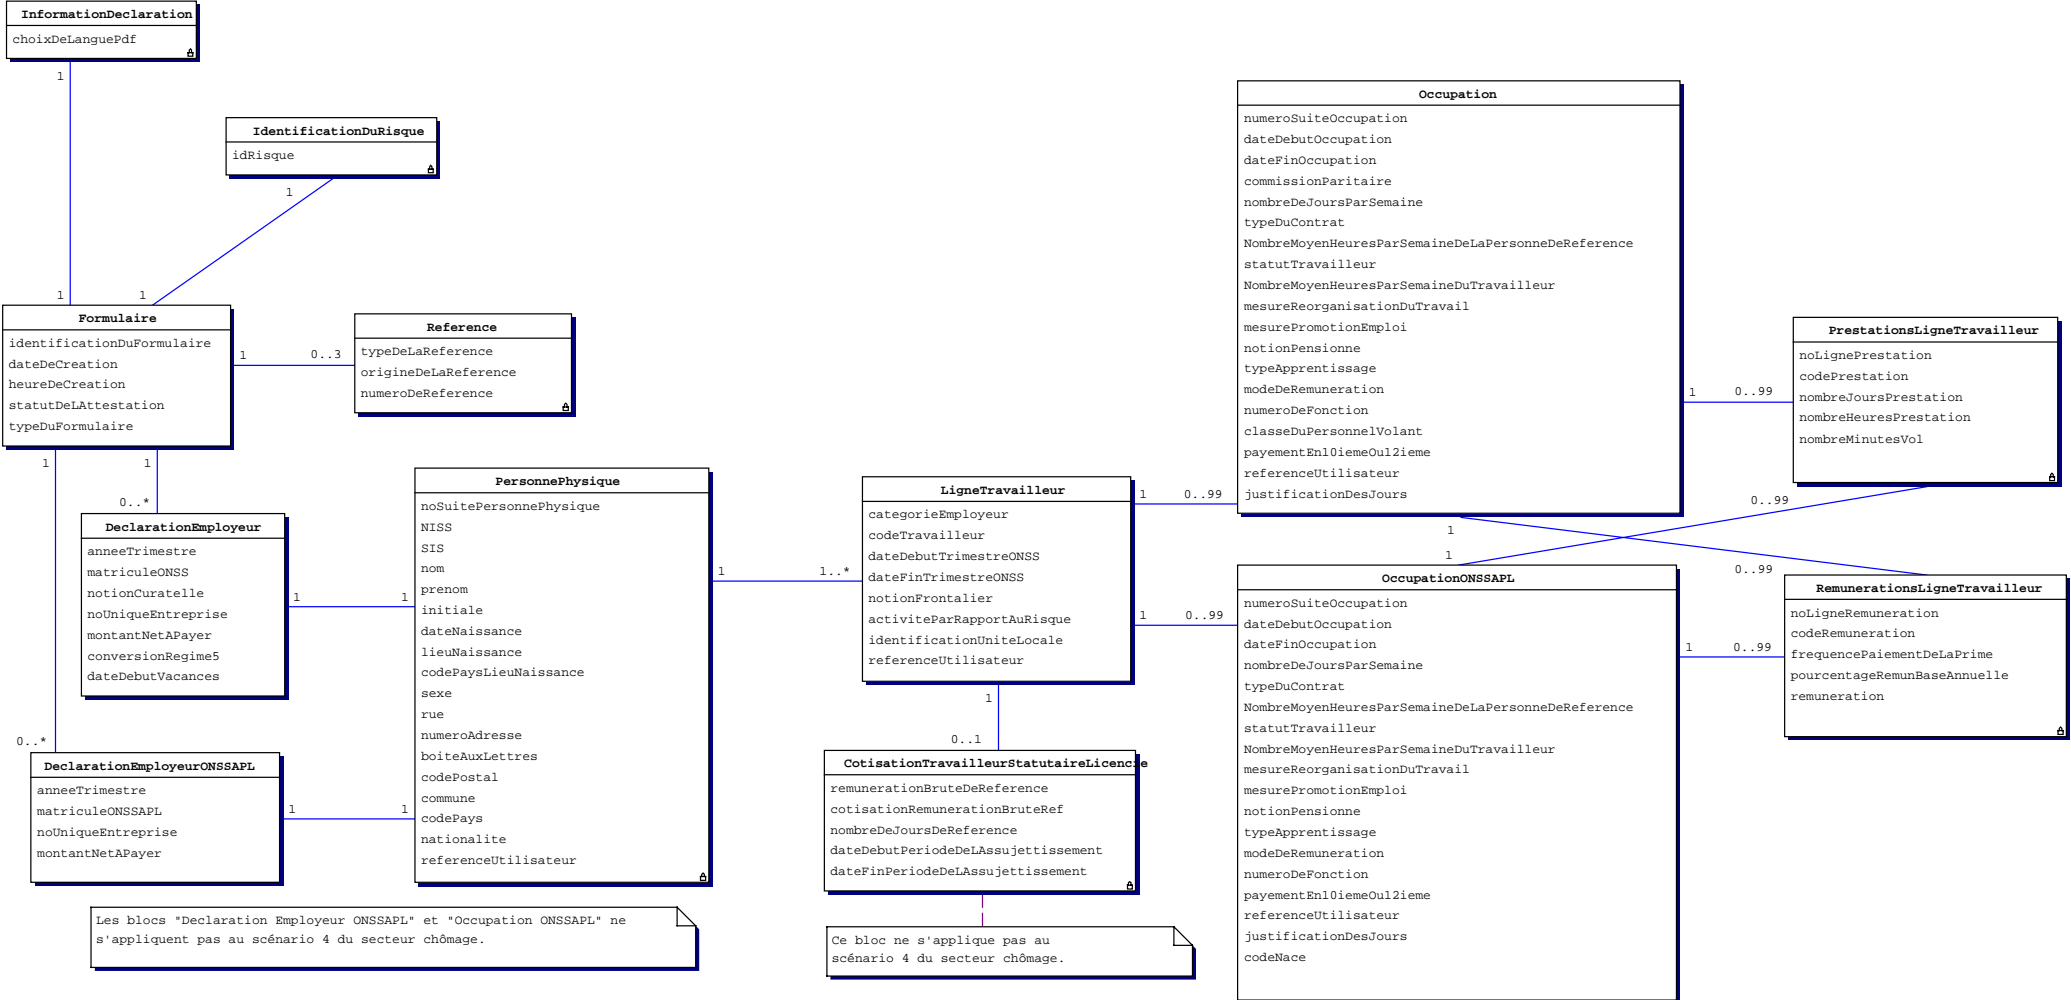 InformationDeclaration
choixDeLanguePdf
1
1
IdentificationDuRisque
idRisque
1
1
Formulaire
identificationDuFormulaire
dateDeCreation
heureDeCreation
statutDeLAttestation
typeDuFormulaire
1
0..3
Reference
typeDeLaReference
origineDeLaReference
numeroDeReference
1
0..*
1
0..*
DeclarationEmployeur
anneeTrimestre
matriculeONSS
notionCuratelle
noUniqueEntreprise
montantNetAPayer
conversionRegime5
dateDebutVacances
1
1
DeclarationEmployeurONSSAPL
anneeTrimestre
matriculeONSSAPL
noUniqueEntreprise
montantNetAPayer
1
1
PersonnePhysique
noSuitePersonnePhysique
NISS
SIS
nom
prenom
initiale
dateNaissance
lieuNaissance
codePaysLieuNaissance
sexe
rue
numeroAdresse
boiteAuxLettres
codePostal
commune
codePays
nationalite
referenceUtilisateur
1
1..*
Les blocs "Declaration Employeur ONSSAPL" et "Occupation ONSSAPL" ne
s'appliquent pas au scénario 4 du secteur chômage.
LigneTravailleur
categorieEmployeur
codeTravailleur
dateDebutTrimestreONSS
dateFinTrimestreONSS
notionFrontalier
activiteParRapportAuRisque
identificationUniteLocale
referenceUtilisateur
1
0..99
1
0..99
1
0..1
CotisationTravailleurStatutaireLicencie
remunerationBruteDeReference
cotisationRemunerationBruteRef
nombreDeJoursDeReference
dateDebutPeriodeDeLAssujettissement
dateFinPeriodeDeLAssujettissement
Ce bloc ne s'applique pas au
scénario 4 du secteur chômage.
Occupation
numeroSuiteOccupation
dateDebutOccupation
dateFinOccupation
commissionParitaire
nombreDeJoursParSemaine
typeDuContrat
NombreMoyenHeuresParSemaineDeLaPersonneDeReference
statutTravailleur
NombreMoyenHeuresParSemaineDuTravailleur
mesureReorganisationDuTravail
mesurePromotionEmploi
notionPensionne
typeApprentissage
modeDeRemuneration
numeroDeFonction
classeDuPersonnelVolant
payementEn10iemeOu12ieme
referenceUtilisateur
justificationDesJours
1
0..99
PrestationsLigneTravailleur
noLignePrestation
codePrestation
nombreJoursPrestation
nombreHeuresPrestation
nombreMinutesVol
0..99
1
1
0..99
OccupationONSSAPL
numeroSuiteOccupation
dateDebutOccupation
dateFinOccupation
nombreDeJoursParSemaine
typeDuContrat
NombreMoyenHeuresParSemaineDeLaPersonneDeReference
statutTravailleur
NombreMoyenHeuresParSemaineDuTravailleur
mesureReorganisationDuTravail
mesurePromotionEmploi
notionPensionne
typeApprentissage
modeDeRemuneration
numeroDeFonction
payementEn10iemeOu12ieme
referenceUtilisateur
justificationDesJours
codeNace
1
0..99
RemunerationsLigneTravailleur
noLigneRemuneration
codeRemuneration
frequencePaiementDeLaPrime
pourcentageRemunBaseAnnuelle
remuneration